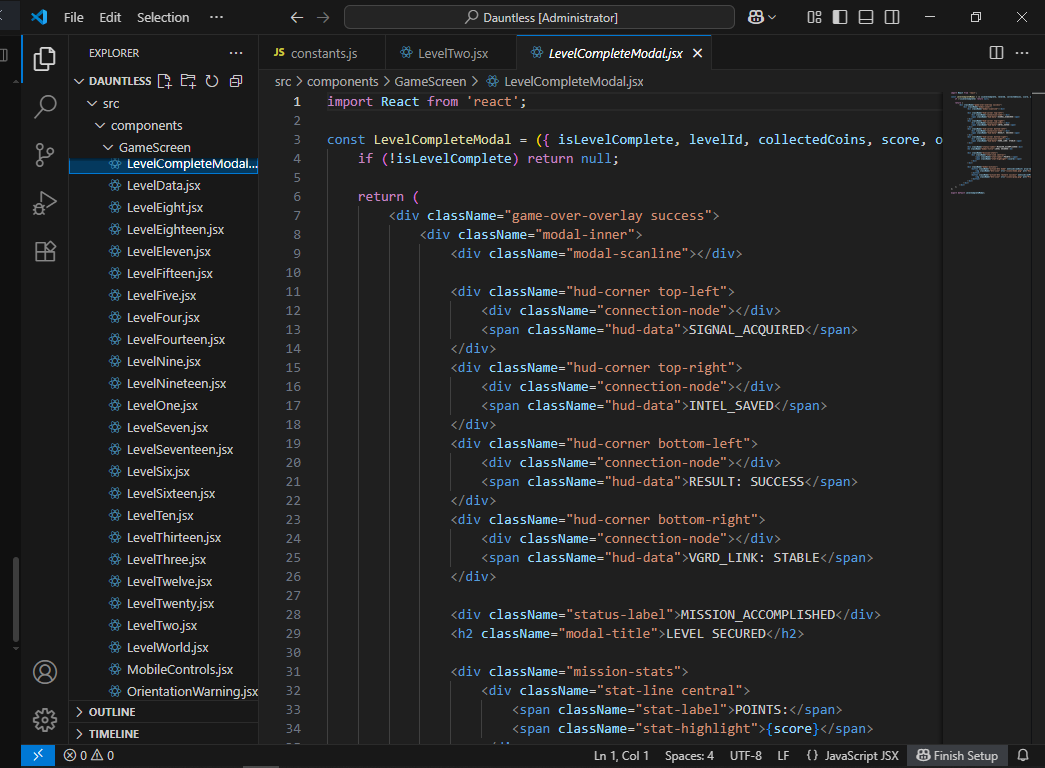 File Edit Selection ··· Dauntless [Administrator]
EXPLORER ···
DAUNTLESS
src
components
GameScreen
LevelCompleteModal...
LevelData.jsx
LevelEight.jsx
LevelEighteen.jsx
LevelEleven.jsx
LevelFifteen.jsx
LevelFive.jsx
LevelFour.jsx
LevelFourteen.jsx
LevelNine.jsx
LevelNineteen.jsx
LevelOne.jsx
LevelSeven.jsx
LevelSeventeen.jsx
LevelSix.jsx
LevelSixteen.jsx
LevelTen.jsx
LevelThirteen.jsx
LevelThree.jsx
LevelTwelve.jsx
LevelTwenty.jsx
LevelTwo.jsx
LevelWorld.jsx
MobileControls.jsx
OrientationWarning.jsx
OUTLINE
TIMELINE
JS constants.js LevelTwo.jsx LevelCompleteModal.jsx
src > components > GameScreen > LevelCompleteModal.jsx
1 import React from 'react';
2
3 const LevelCompleteModal = ({ isLevelComplete, levelId, collectedCoins, score, o
4 if (!isLevelComplete) return null;
5
6 return (
7 <div className="game-over-overlay success">
8 <div className="modal-inner">
9 <div className="modal-scanline"></div>
10
11 <div className="hud-corner top-left">
12 <div className="connection-node"></div>
13 <span className="hud-data">SIGNAL_ACQUIRED</span>
14 </div>
15 <div className="hud-corner top-right">
16 <div className="connection-node"></div>
17 <span className="hud-data">INTEL_SAVED</span>
18 </div>
19 <div className="hud-corner bottom-left">
20 <div className="connection-node"></div>
21 <span className="hud-data">RESULT: SUCCESS</span>
22 </div>
23 <div className="hud-corner bottom-right">
24 <div className="connection-node"></div>
25 <span className="hud-data">VGRD_LINK: STABLE</span>
26 </div>
27
28 <div className="status-label">MISSION_ACCOMPLISHED</div>
29 <h2 className="modal-title">LEVEL SECURED</h2>
30
31 <div className="mission-stats">
32 <div className="stat-line central">
33 <span className="stat-label">POINTS:</span>
34 <span className="stat-highlight">{score}</span>
0 0 Ln 1, Col 1 Spaces: 4 UTF-8 LF {} JavaScript JSX Finish Setup